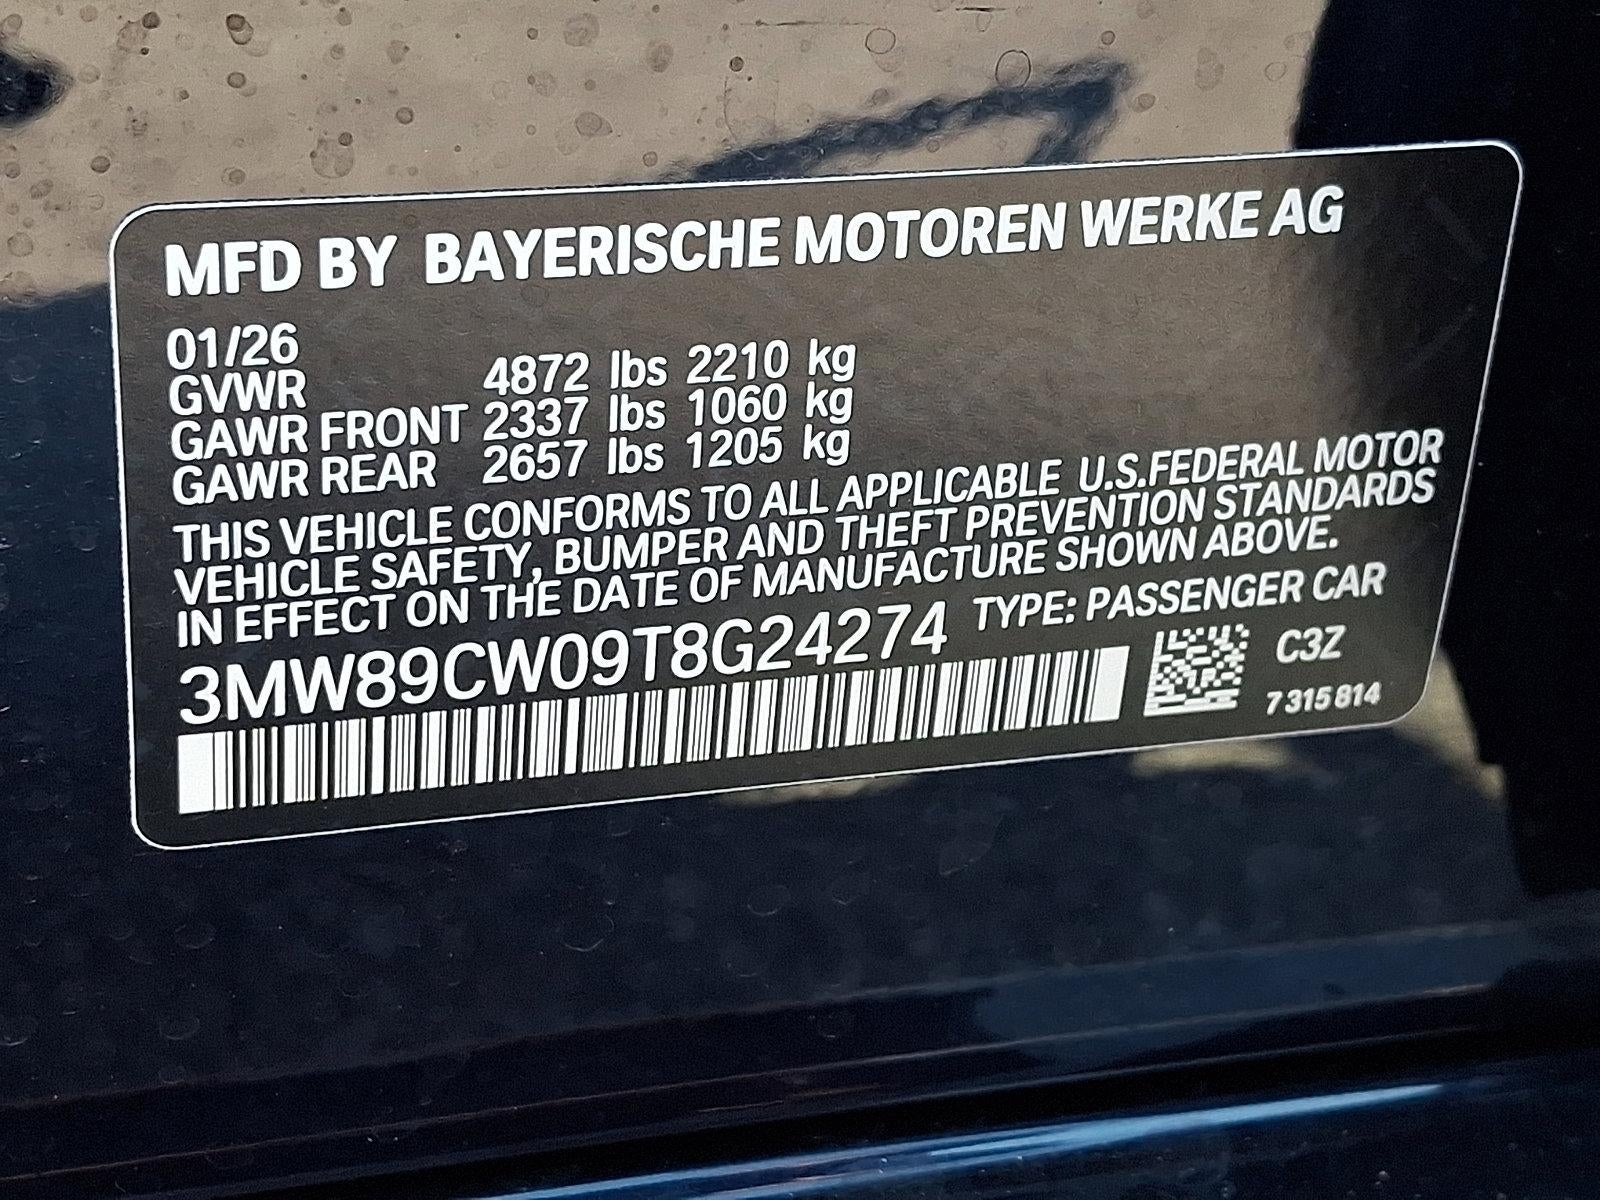 MFD BY BAYERISCHE MOTOREN WERKE AG
01/26
GVWR 4872 lbs 2210 kg
GAWR FRONT 2337 lbs 1060 kg
GAWR REAR 2657 lbs 1205 kg
THIS VEHICLE CONFORMS TO ALL APPLICABLE U.S.FEDERAL MOTOR
VEHICLE SAFETY, BUMPER AND THEFT PREVENTION STANDARDS
IN EFFECT ON THE DATE OF MANUFACTURE SHOWN ABOVE.
3MW89CW09T8G24274 TYPE: PASSENGER CAR
C3Z
7 315 814